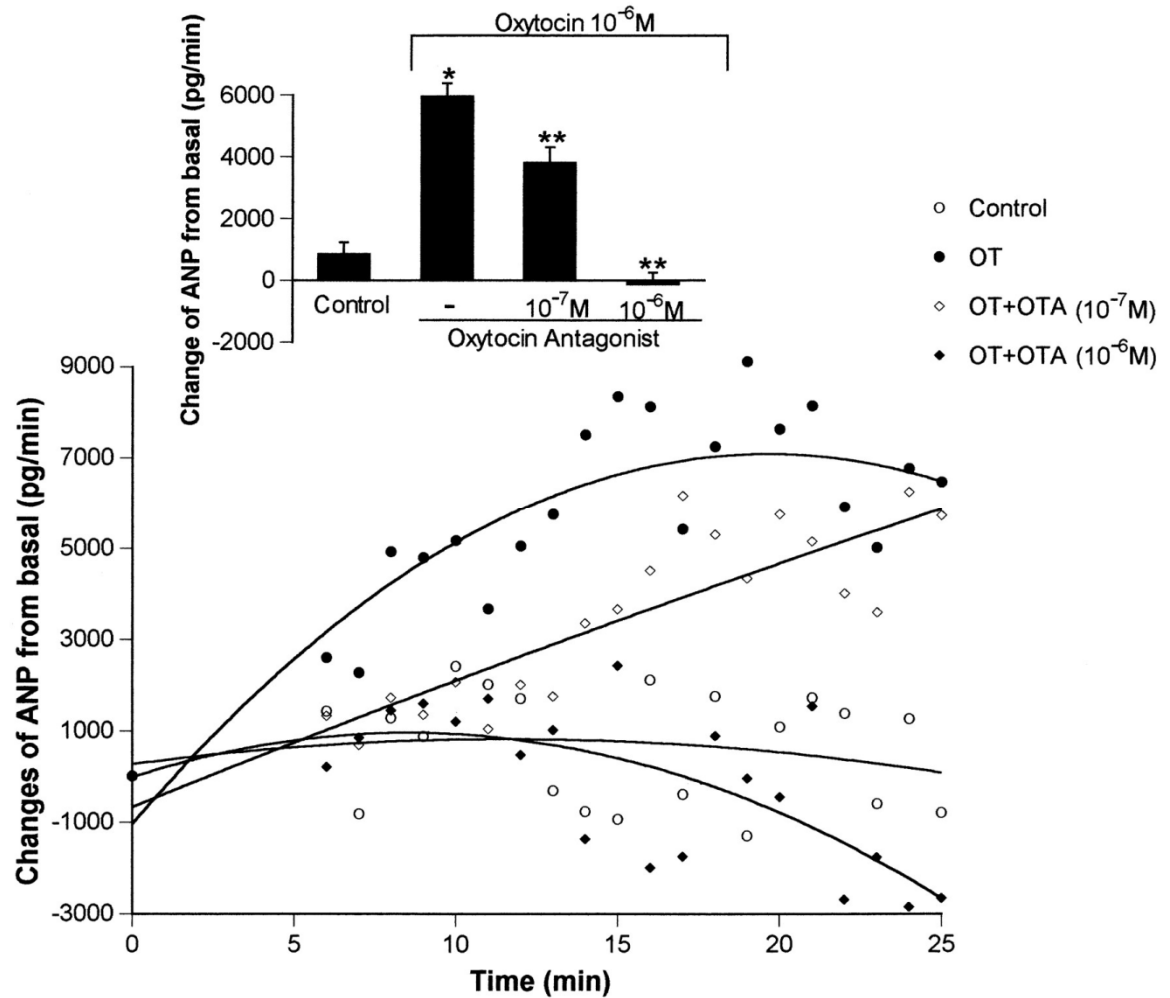 Oxytocin 10⁻⁶M
Change of ANP from basal (pg/min)
6000
4000
2000
0
-2000
*
**
**
Control
–
10⁻⁷M
10⁻⁶M
Oxytocin Antagonist
Control
OT
OT+OTA (10⁻⁷M)
OT+OTA (10⁻⁶M)
Changes of ANP from basal (pg/min)
9000
7000
5000
3000
1000
-1000
-3000
0
5
10
15
20
25
Time (min)